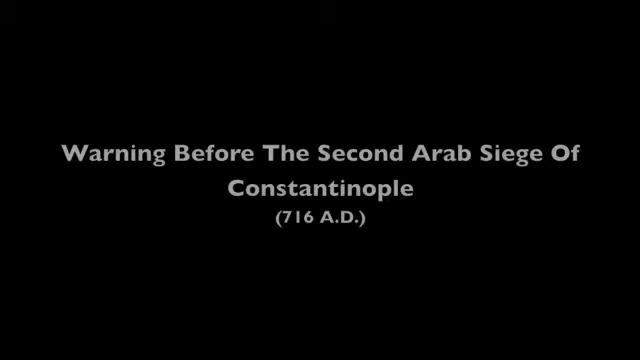 Warning Before The Second Arab Siege Of
Constantinople
(716 A.D.)